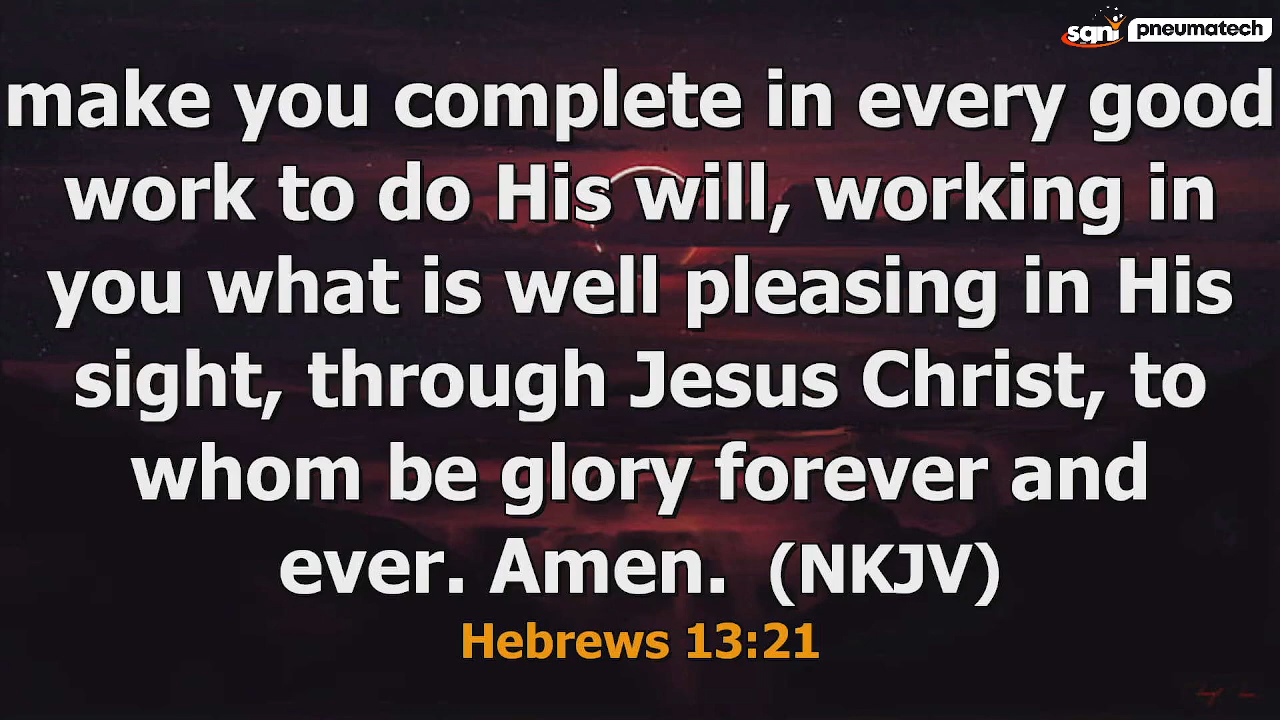 sqni pneumatech
make you complete in every good
work to do His will, working in
you what is well pleasing in His
sight, through Jesus Christ, to
whom be glory forever and
ever. Amen. (NKJV)
Hebrews 13:21